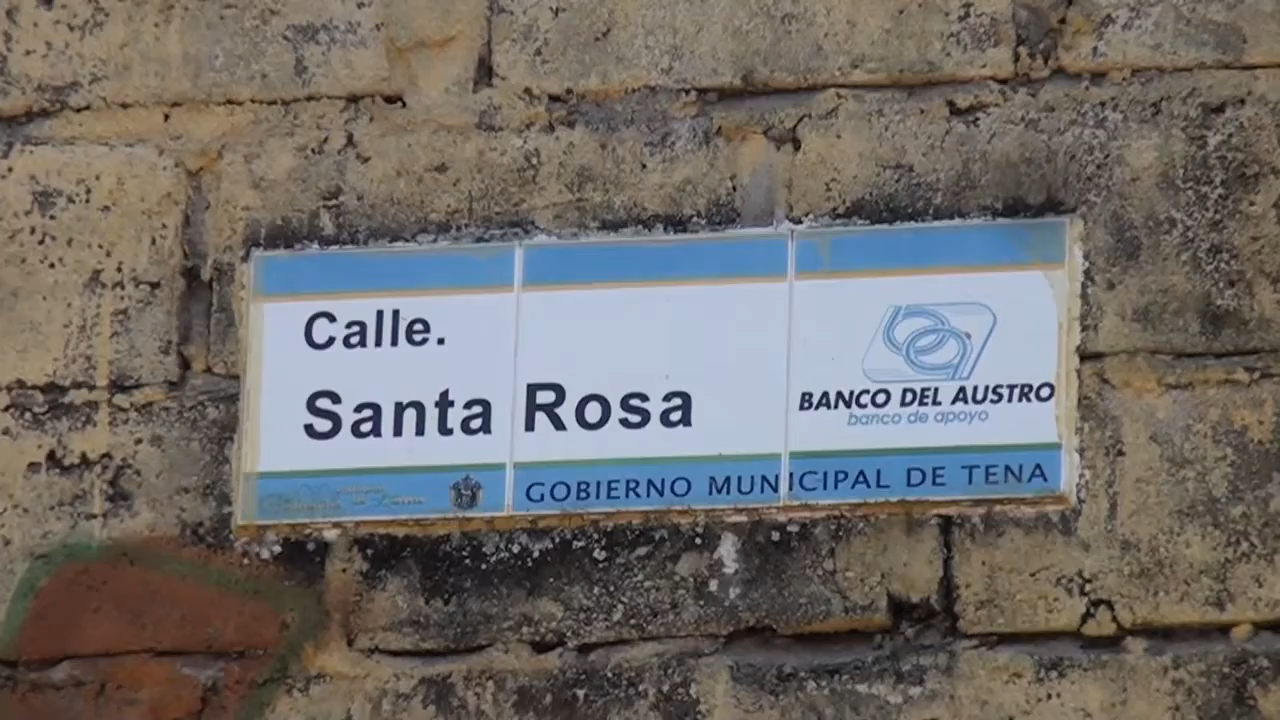 Calle.
Santa Rosa
BANCO DEL AUSTRO
banco de apoyo
GOBIERNO MUNICIPAL DE TENA